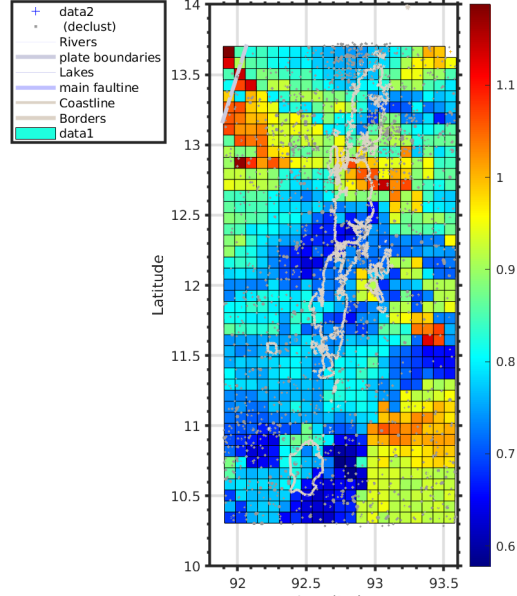 data2
(declust)
Rivers
plate boundaries
Lakes
main faultine
Coastline
Borders
data1
14
13.5
13
12.5
12
11.5
11
10.5
10
Latitude
92
92.5
93
93.5
1.1
1
0.9
0.8
0.7
0.6